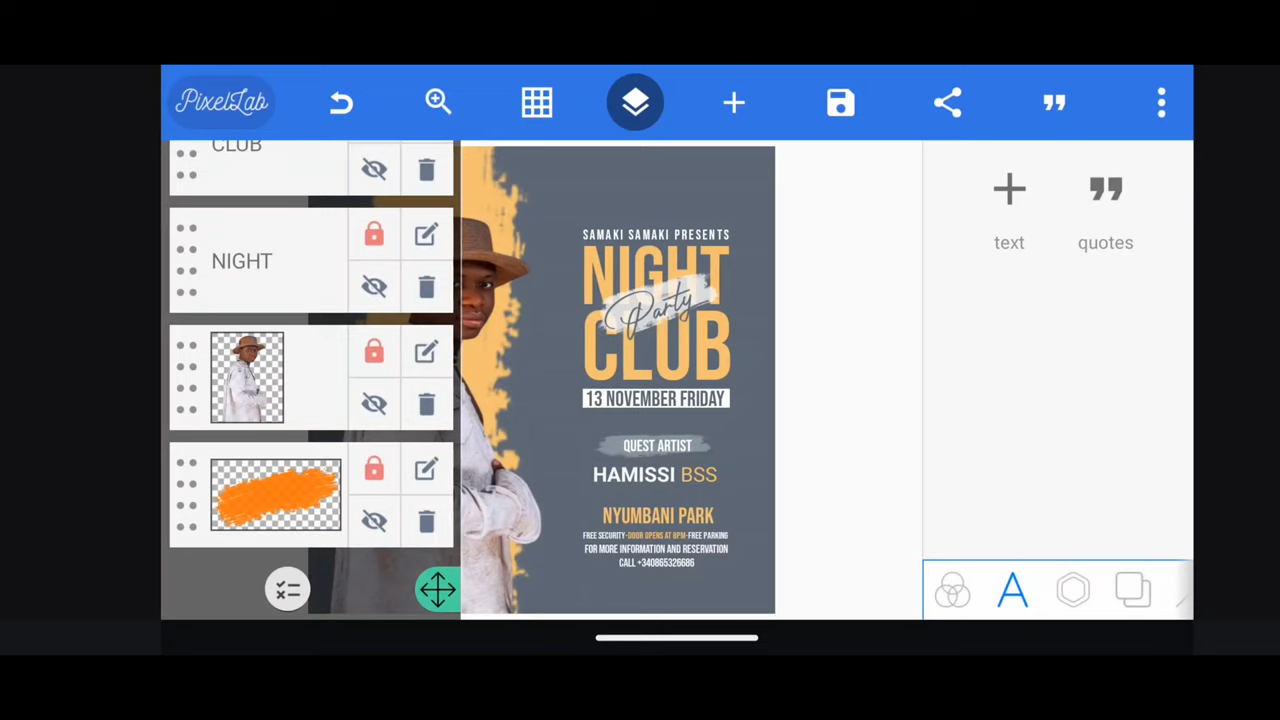 PixelLab
CLUB
NIGHT
text
quotes
SAMAKI SAMAKI PRESENTS
NIGHT
Party
CLUB
13 NOVEMBER FRIDAY
QUEST ARTIST
HAMISSI BSS
NYUMBANI PARK
FREE SECURITY-DOOR OPENS AT 8PM-FREE PARKING
FOR MORE INFORMATION AND RESERVATION
CALL +340865326686